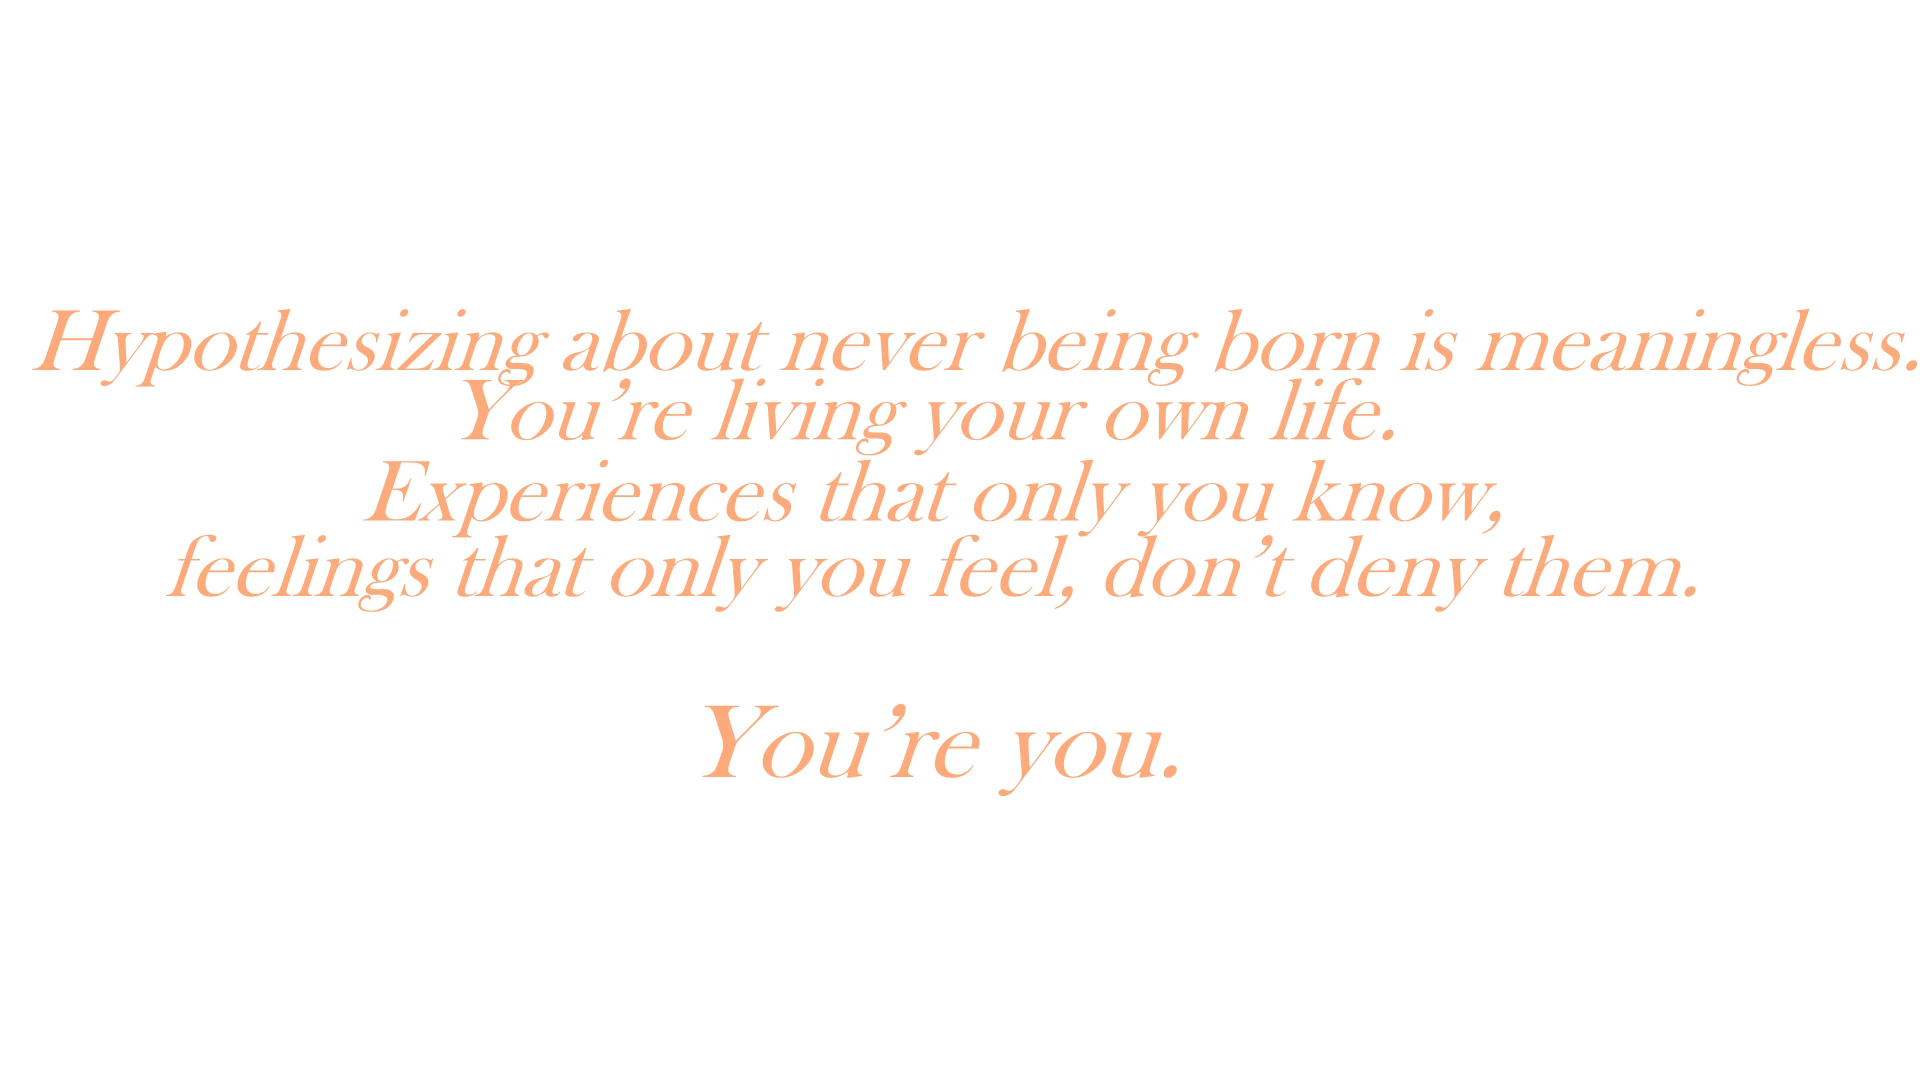 Hypothesizing about never being born is meaningless.
You’re living your own life.
Experiences that only you know,
feelings that only you feel, don’t deny them.
You’re you.